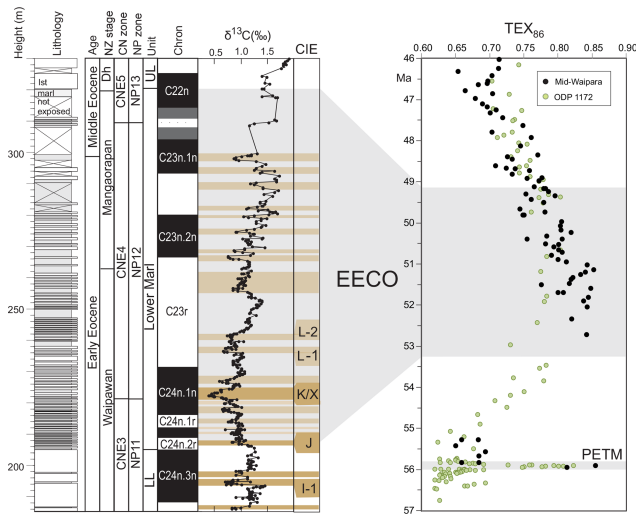 Height (m)
Lithology
Age
NZ stage
CN zone
NP zone
Unit
Chron
δ¹³C(‰)
0.5 1.0 1.5 2.0
CIE
lst
marl
not
exposed
300
250
200
Middle Eocene
Early Eocene
Dh
Mangaorapan
Waipawan
CNE5
CNE4
CNE3
NP13
NP12
NP11
UL
Lower Marl
LL
C22n
C23n.1n
C23n.2n
C23r
C24n.1n
C24n.1r
C24n.2r
C24n.3n
L-2
L-1
K/X
J
I-1
EECO
TEX₈₆
0.60 0.65 0.70 0.75 0.80 0.85 0.90
Ma
46
47
48
49
50
51
52
53
54
55
56
57
Mid-Waipara
ODP 1172
PETM